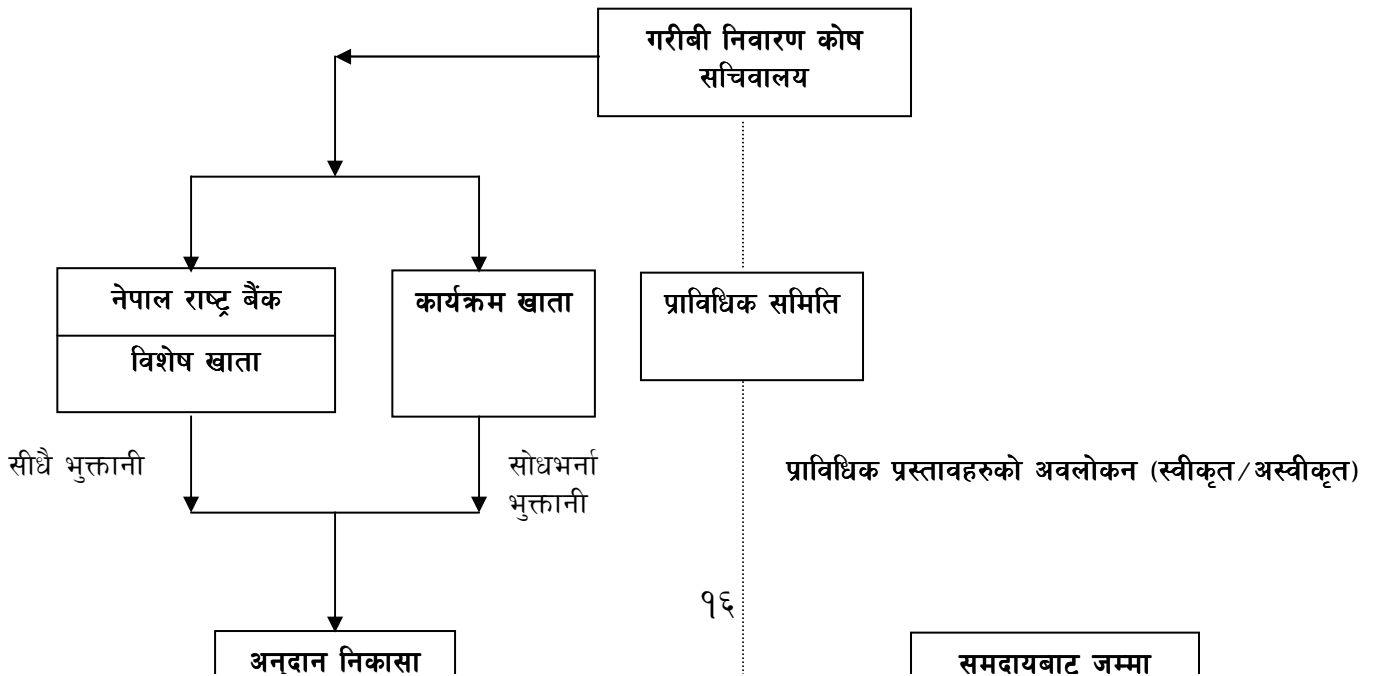 गरीबी निवारण कोष
सचिवालय
नेपाल राष्ट्र बैंक
विशेष खाता
कार्यक्रम खाता
प्राविधिक समिति
सीधै भुक्तानी
सोधभर्ना
भुक्तानी
प्राविधिक प्रस्तावहरुको अवलोकन (स्वीकृत/अस्वीकृत)
१६
अनुदान निकासा
समुदायबाट जम्मा